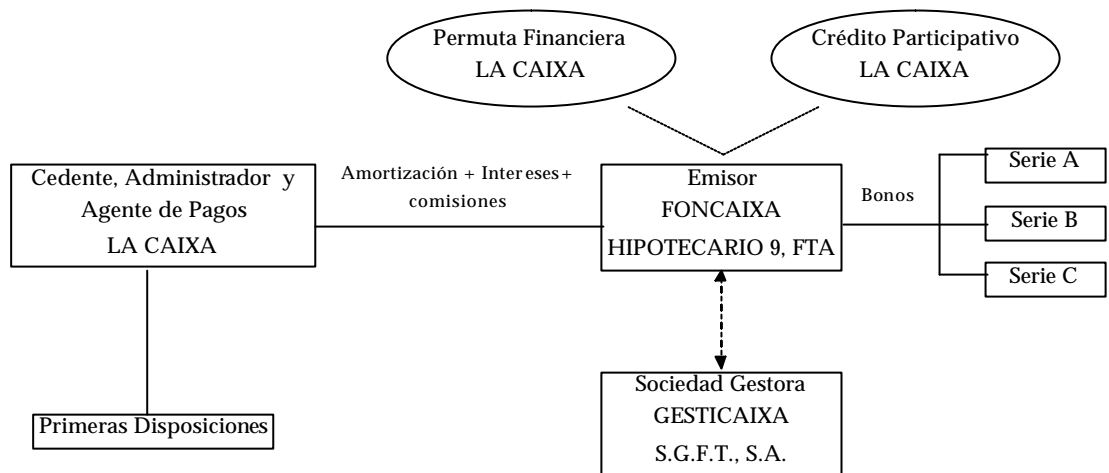 Permuta Financiera
LA CAIXA
Crédito Participativo
LA CAIXA
Cedente, Administrador y
Agente de Pagos
LA CAIXA
Amortización + Intereses+
comisiones
Emisor
FONCAIXA
HIPOTECARIO 9, FTA
Bonos
Serie A
Serie B
Serie C
Primeras Disposiciones
Sociedad Gestora
GESTICAIXA
S.G.F.T., S.A.